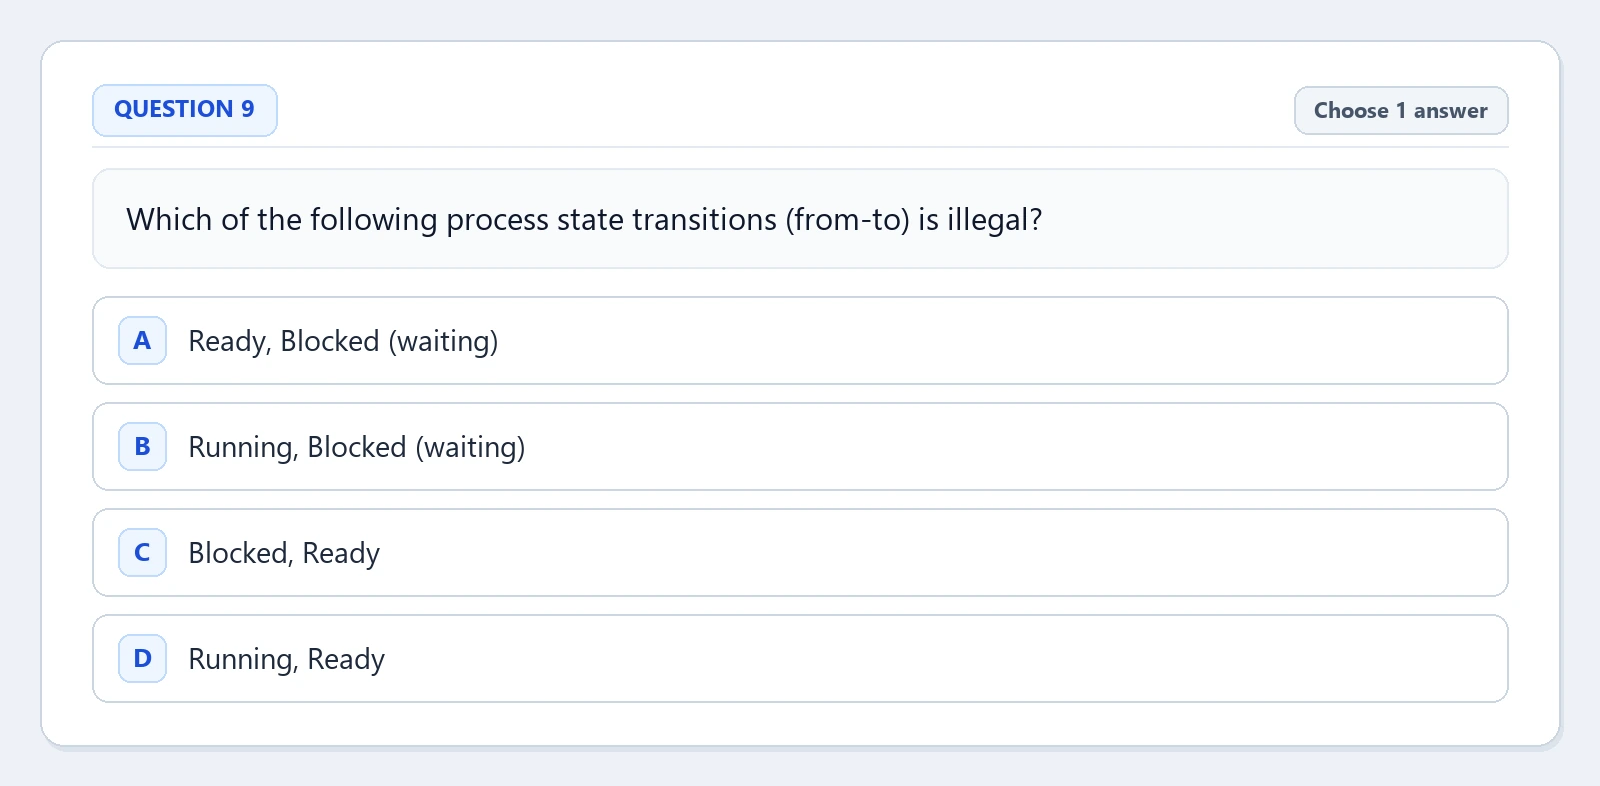 QUESTION 9
Choose 1 answer
Which of the following process state transitions (from-to) is illegal?
A Ready, Blocked (waiting)
B Running, Blocked (waiting)
C Blocked, Ready
D Running, Ready